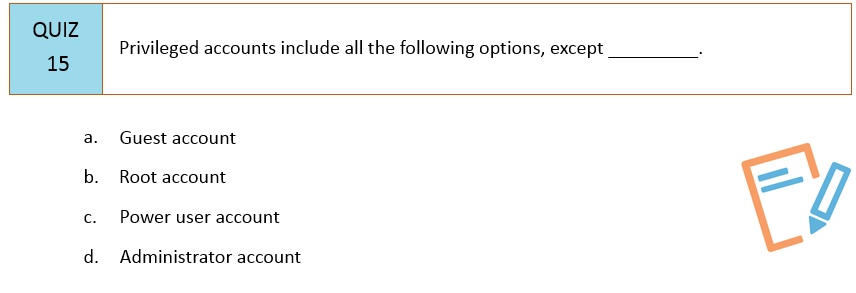 QUIZ
15
Privileged accounts include all the following options, except __________.
a. Guest account
b. Root account
c. Power user account
d. Administrator account